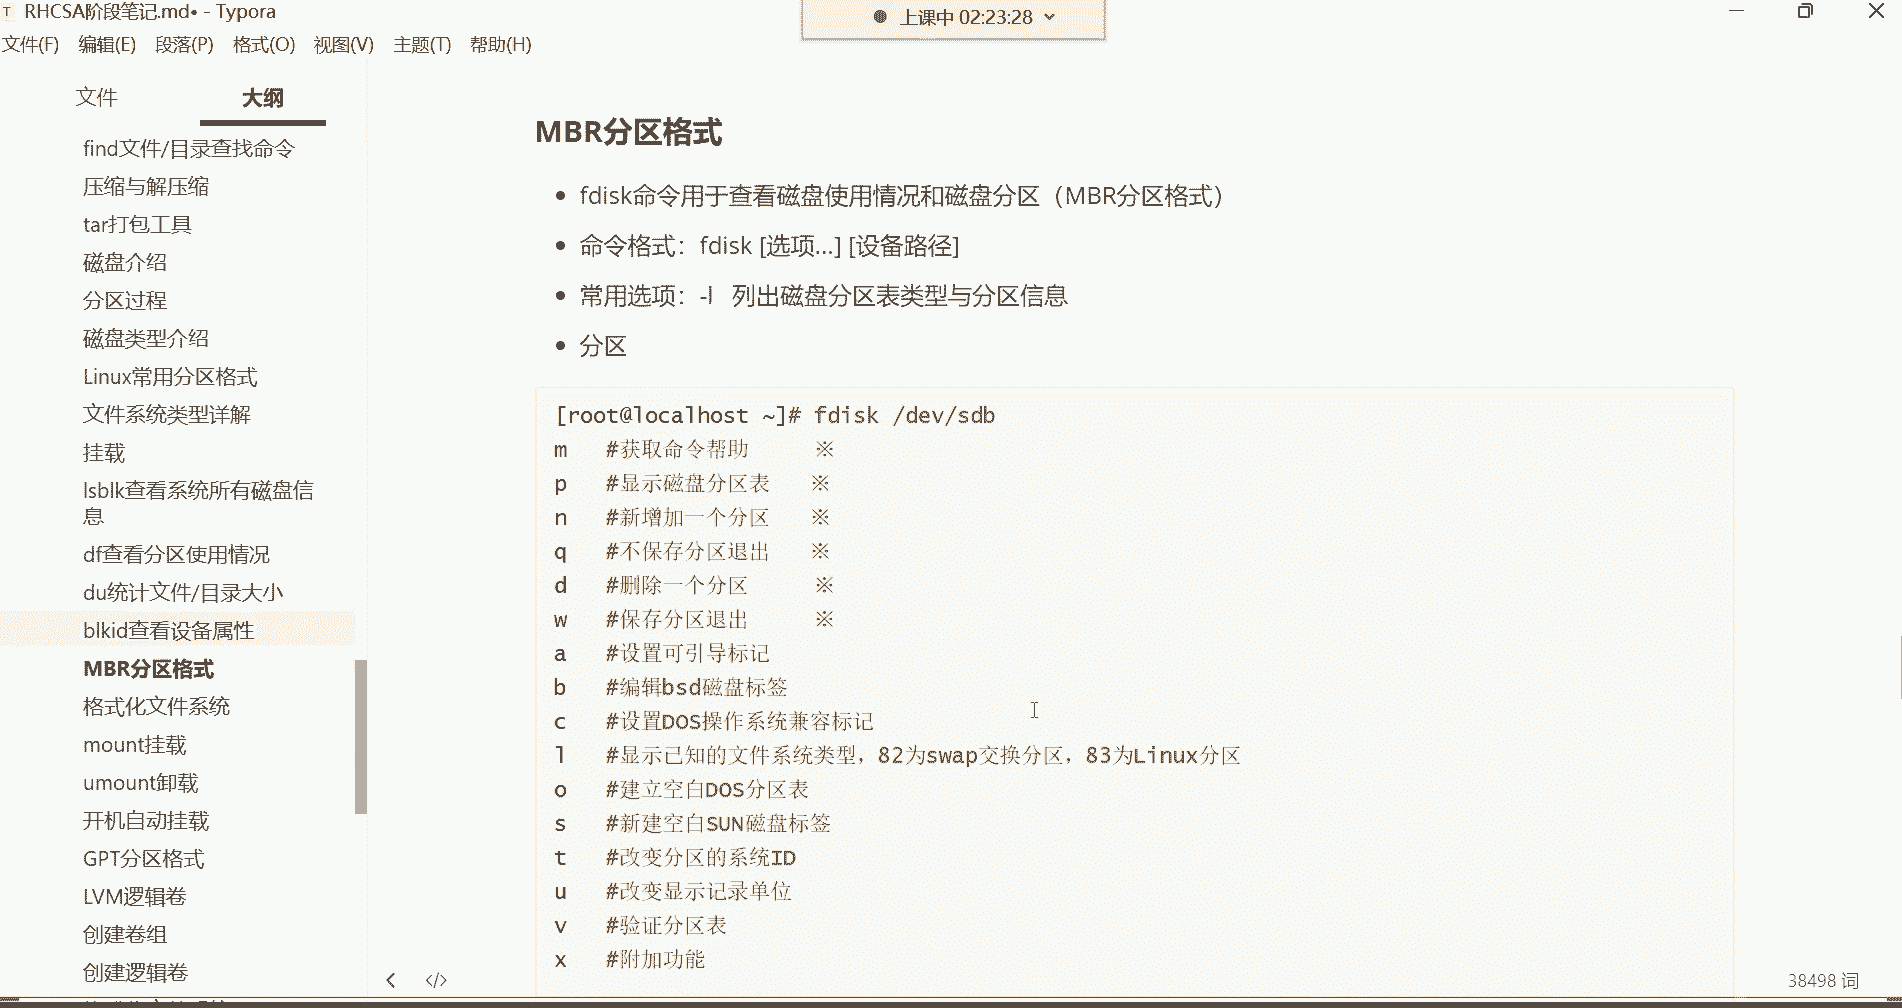 RHCSA阶段笔记.md• - Typora
上课中 02:23:28
文件(F) 编辑(E) 段落(P) 格式(O) 视图(V) 主题(T) 帮助(H)
文件 大纲
find文件/目录查找命令
压缩与解压缩
tar打包工具
磁盘介绍
分区过程
磁盘类型介绍
Linux常用分区格式
文件系统类型详解
挂载
lsblk查看系统所有磁盘信
息
df查看分区使用情况
du统计文件/目录大小
blkid查看设备属性
MBR分区格式
格式化文件系统
mount挂载
umount卸载
开机自动挂载
GPT分区格式
LVM逻辑卷
创建卷组
创建逻辑卷
MBR分区格式
• fdisk命令用于查看磁盘使用情况和磁盘分区（MBR分区格式）
• 命令格式：fdisk [选项...] [设备路径]
• 常用选项：-l 列出磁盘分区表类型与分区信息
• 分区
[root@localhost ~]# fdisk /dev/sdb
m #获取命令帮助 ※
p #显示磁盘分区表 ※
n #新增加一个分区 ※
q #不保存分区退出 ※
d #删除一个分区 ※
w #保存分区退出 ※
a #设置可引导标记
b #编辑bsd磁盘标签
c #设置DOS操作系统兼容标记
l #显示已知的文件系统类型，82为swap交换分区，83为Linux分区
o #建立空白DOS分区表
s #新建空白SUN磁盘标签
t #改变分区的系统ID
u #改变显示记录单位
v #验证分区表
x #附加功能
38498 词